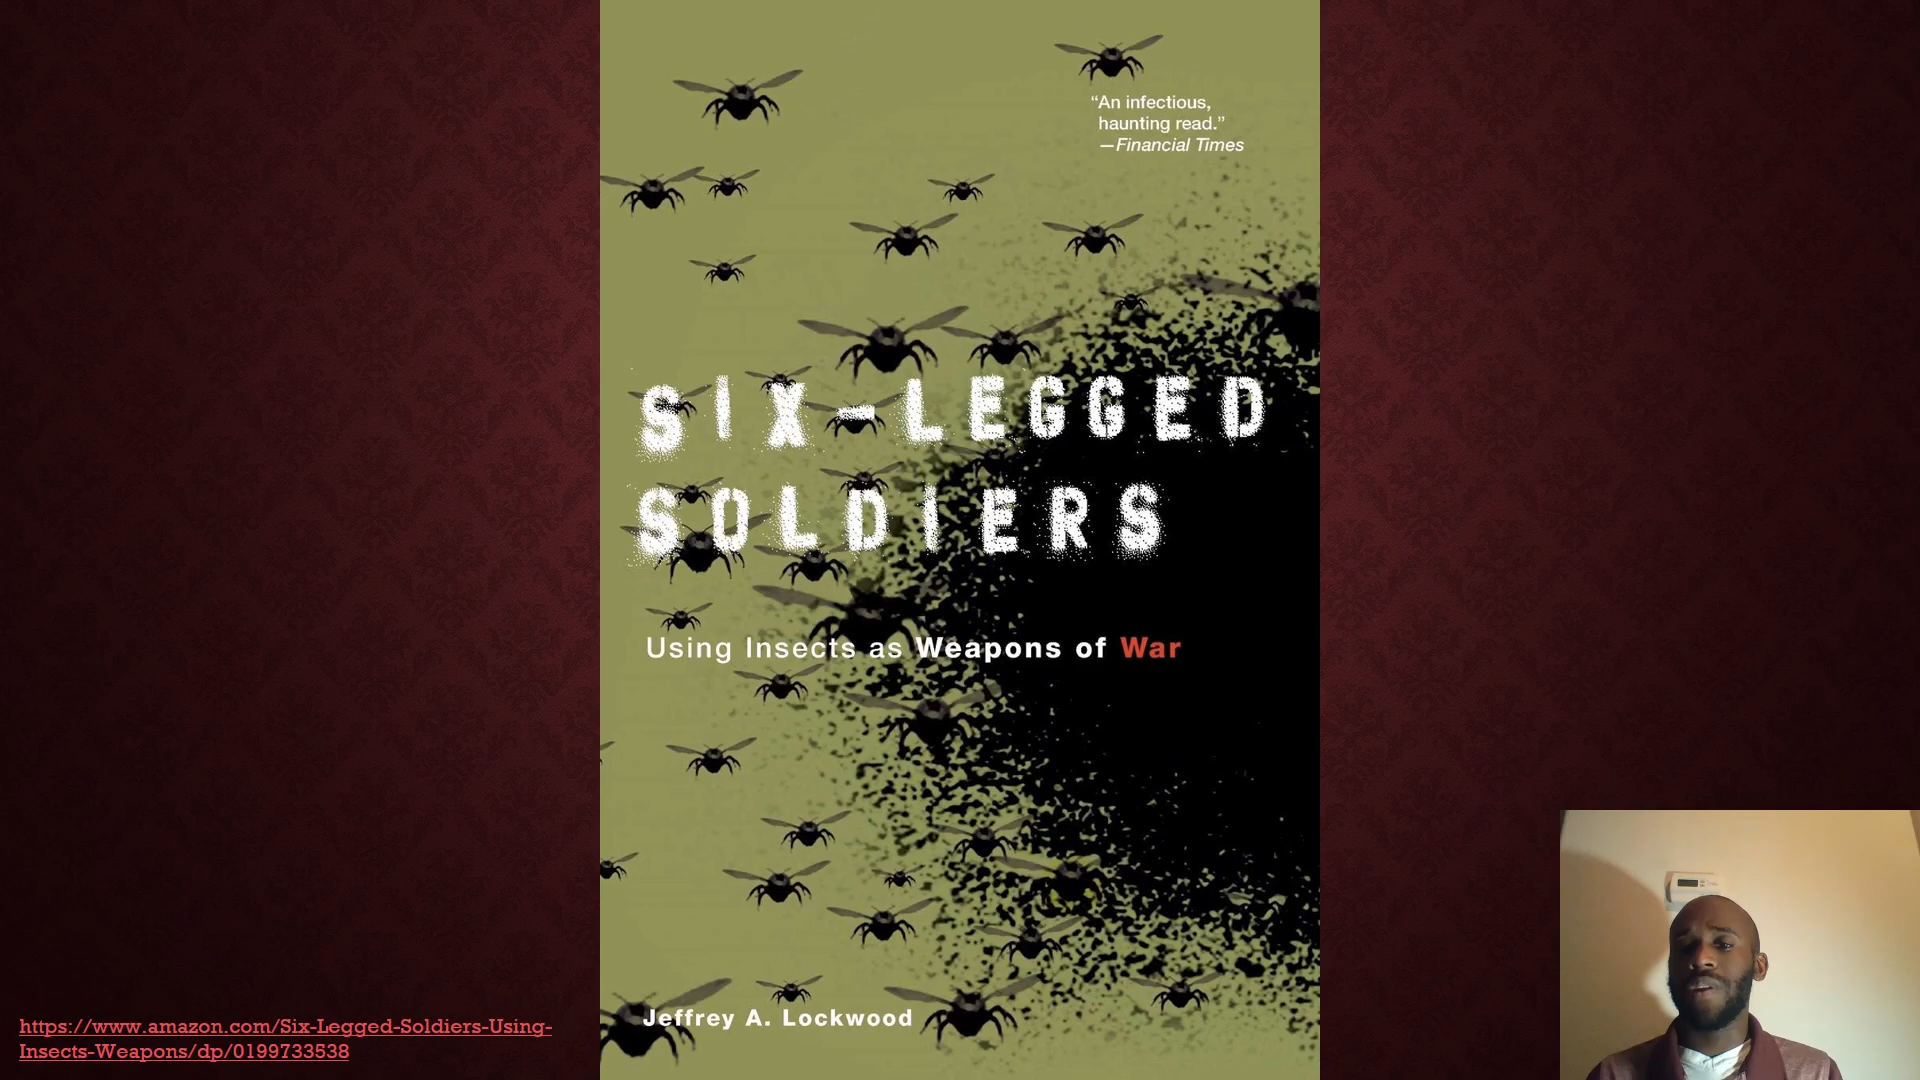 “An infectious,
haunting read.”
—Financial Times
SIX-LEGGED
SOLDIERS
Using Insects as Weapons of War
Jeffrey A. Lockwood
https://www.amazon.com/Six-Legged-Soldiers-Using-
Insects-Weapons/dp/0199733538